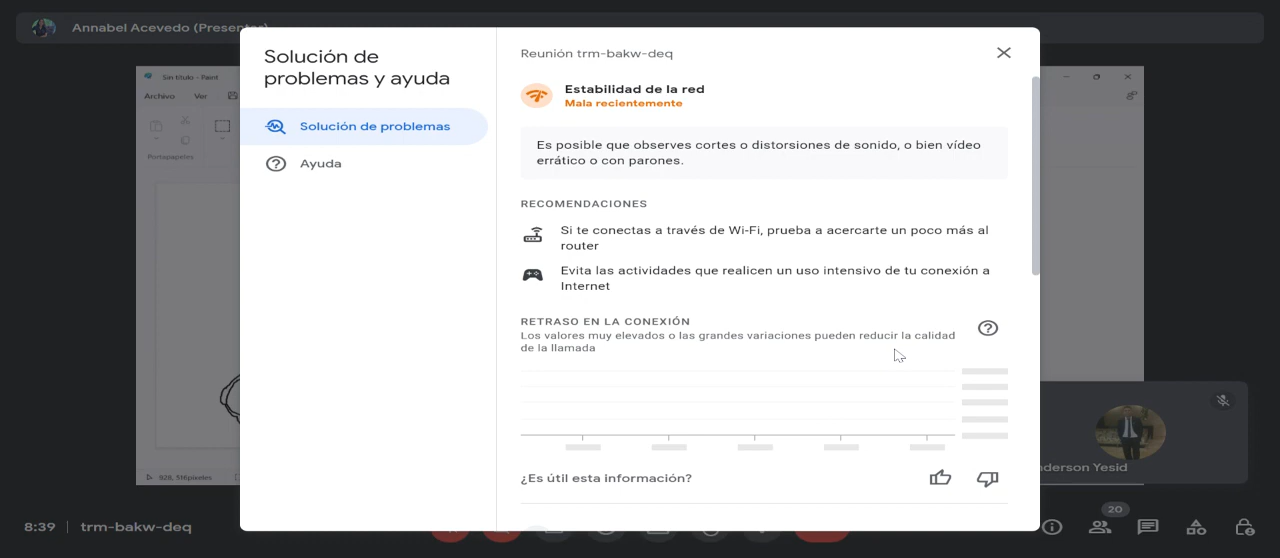 Annabel Acevedo (Presenter)
Sin título - Paint
Archivo
Ver
Portapapeles
928, 516píxeles
Solución de
problemas y ayuda
Solución de problemas
Ayuda
Reunión trm-bakw-deq
Estabilidad de la red
Mala recientemente
Es posible que observes cortes o distorsiones de sonido, o bien vídeo
errático o con parones.
RECOMENDACIONES
Si te conectas a través de Wi-Fi, prueba a acercarte un poco más al
router
Evita las actividades que realicen un uso intensivo de tu conexión a
Internet
RETRASO EN LA CONEXIÓN
Los valores muy elevados o las grandes variaciones pueden reducir la calidad
de la llamada
¿Es útil esta información?
nderson Yesid
8:39 | trm-bakw-deq
20